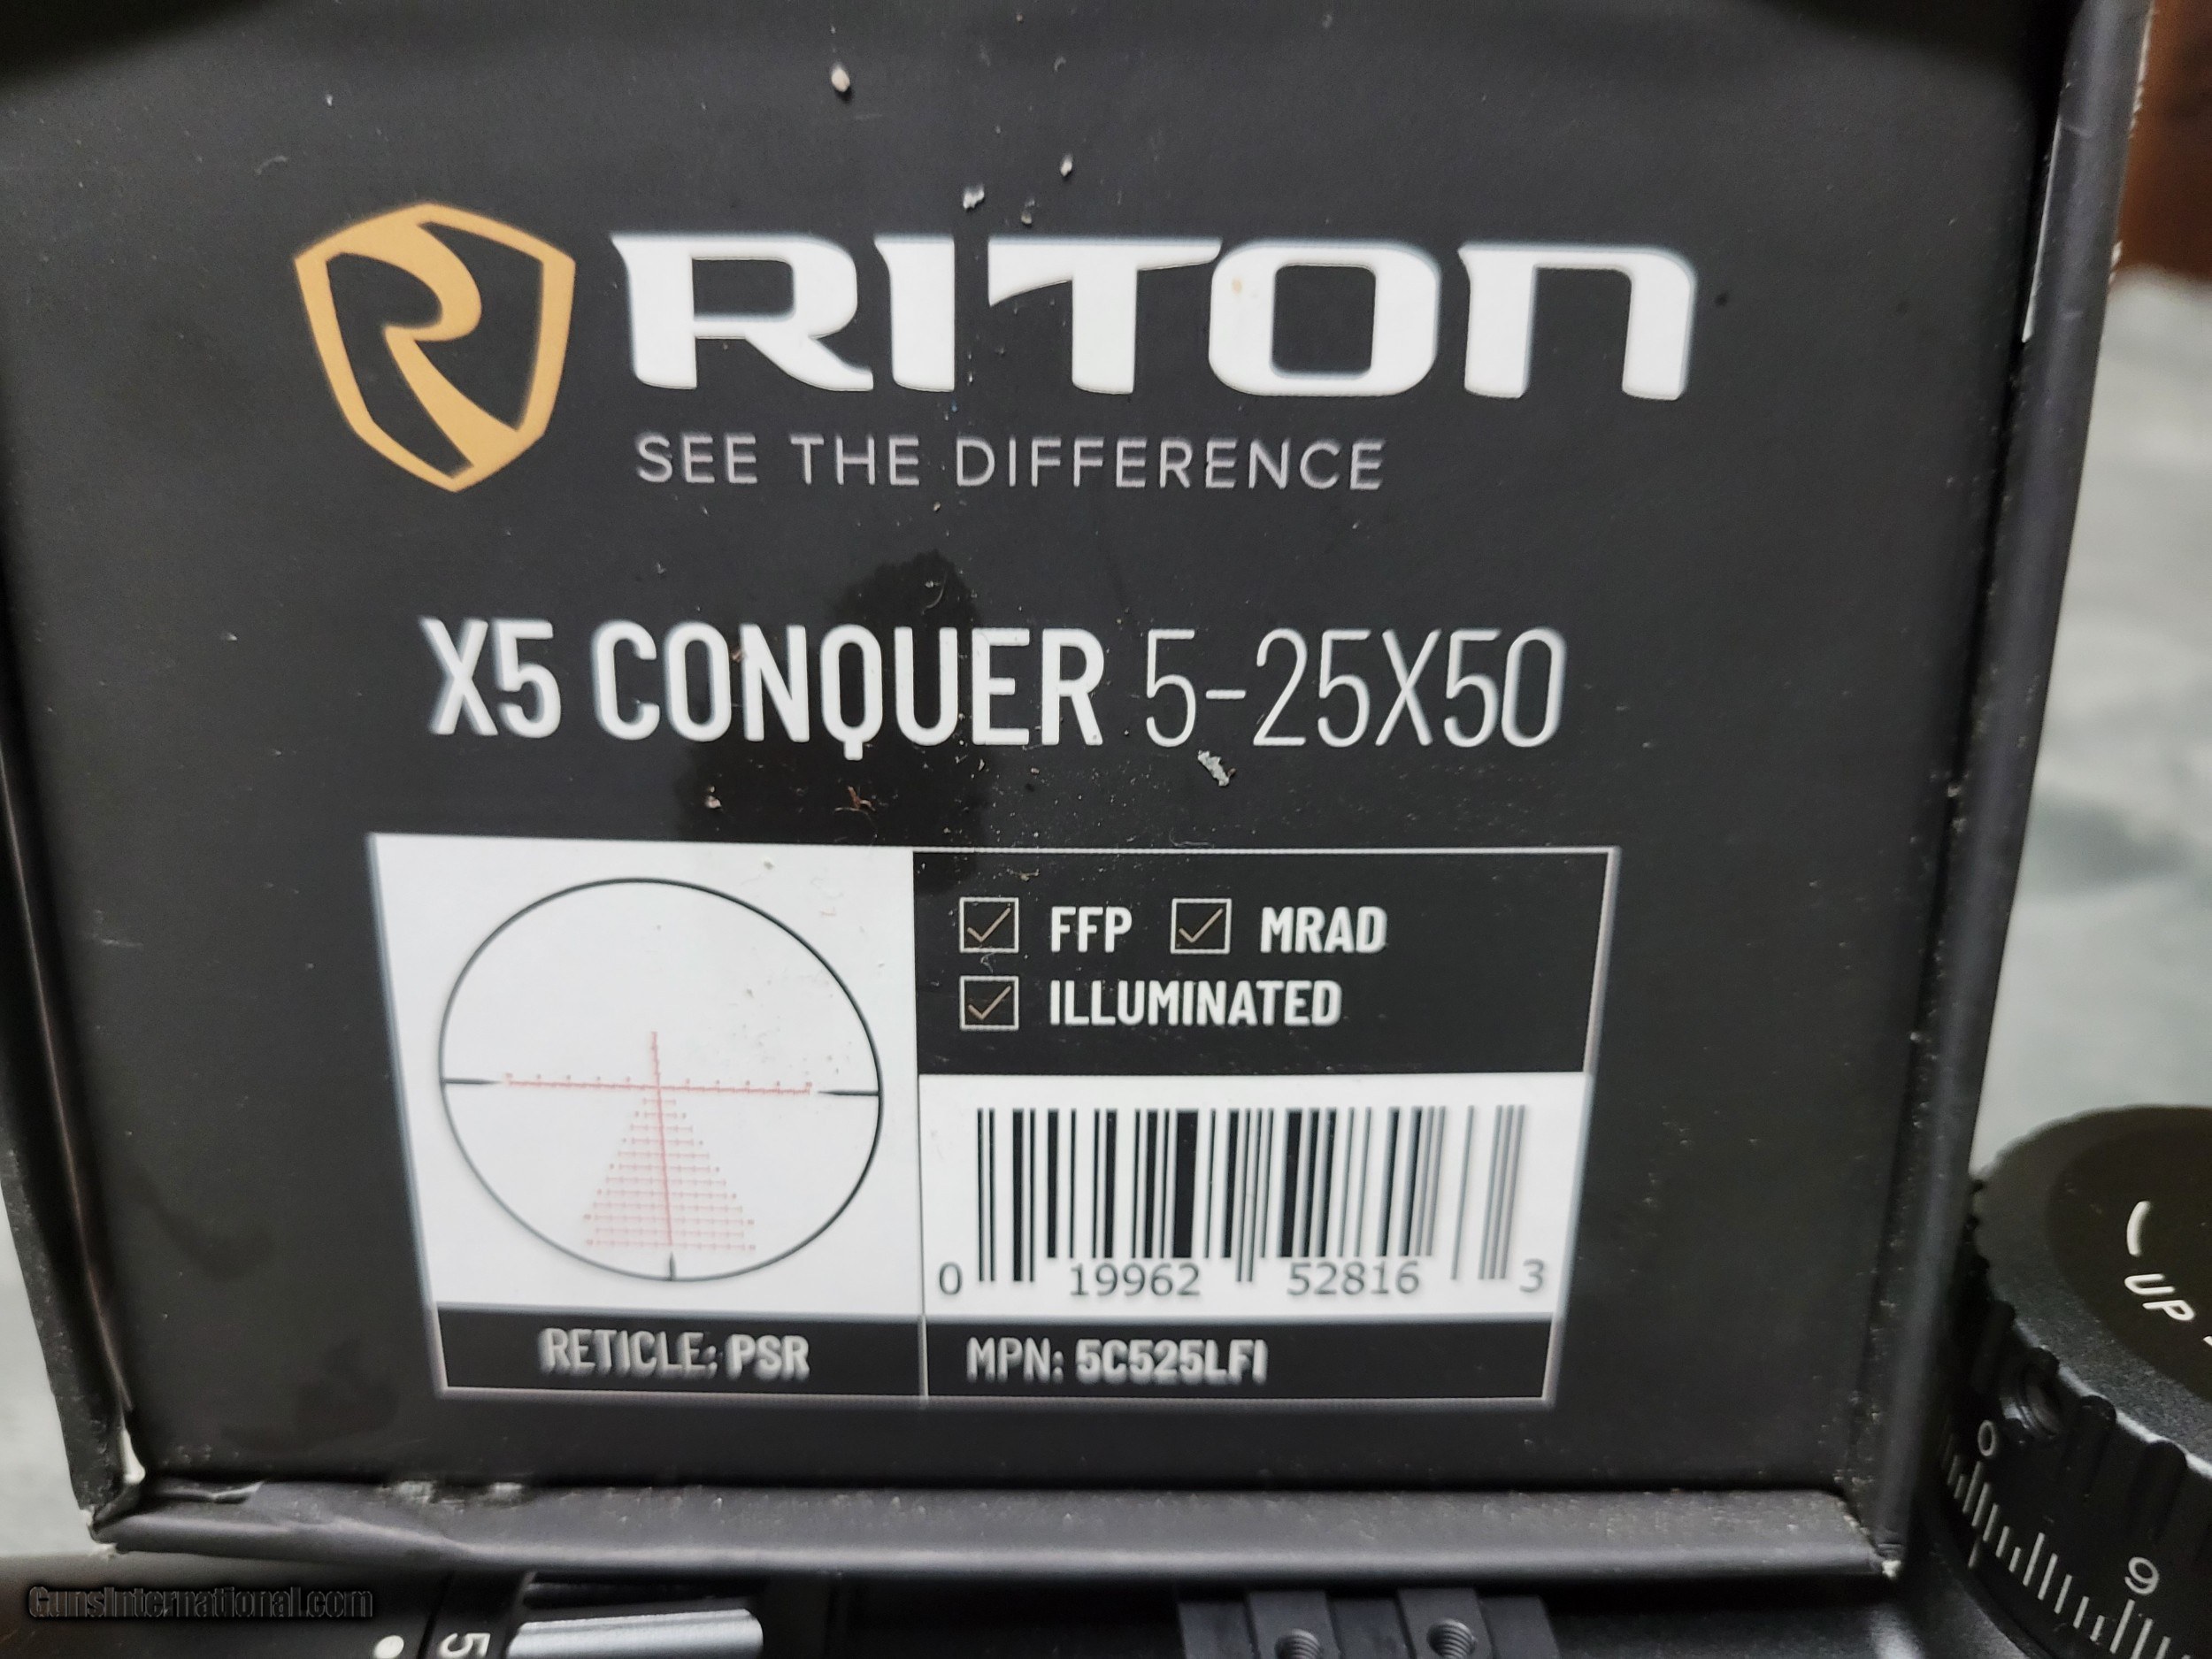 RITON
SEE THE DIFFERENCE
X5 CONQUER 5-25X50
FFP MRAD
ILLUMINATED
0 19962 52816 3
RETICLE: PSR
MPN: 5C525LFI
UP
0
9
5
GunsInternational.com